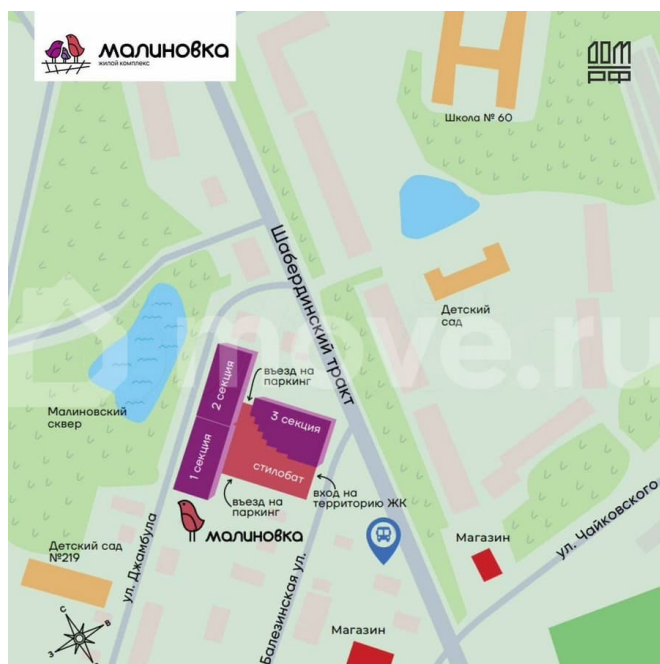 малиновка
жилой комплекс
ДОМ
РФ
Школа № 60
Шабердинский тракт
Детский
сад
move.ru
Малиновский
сквер
въезд на
паркинг
2 секция
3 секция
1 секция
стилобат
вход на
территорию ЖК
въезд на
паркинг
малиновка
Детский сад
№219
ул. Джамбула
Балезинская ул.
Магазин
ул. Чайковского
Магазин
С
В
З